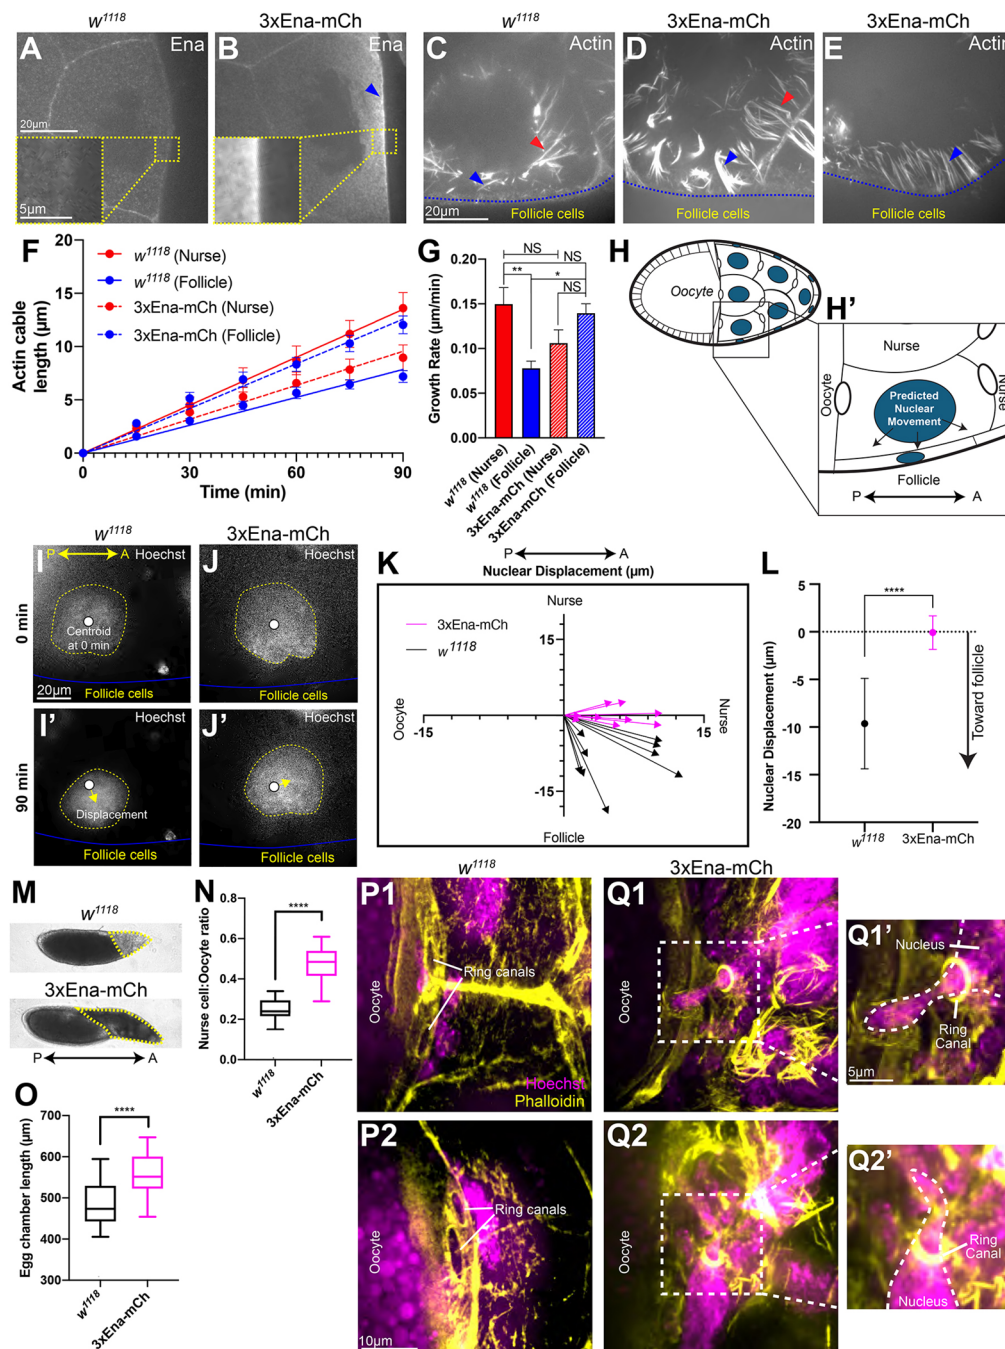 w1118
3xEna-mCh
w1118
3xEna-mCh
3xEna-mCh
A
Ena
20µm
5µm
B
Ena
C
Actin
20µm
Follicle cells
D
Actin
Follicle cells
E
Actin
Follicle cells
F
Actin cable
length (µm)
20
15
10
5
0
0
30
60
90
Time (min)
w1118 (Nurse)
w1118 (Follicle)
3xEna-mCh (Nurse)
3xEna-mCh (Follicle)
G
Growth Rate (µm/min)
0.20
0.15
0.10
0.05
0.00
NS
NS
**
*
NS
w1118 (Nurse)
w1118 (Follicle)
3xEna-mCh (Nurse)
3xEna-mCh (Follicle)
H
Oocyte
H'
Nurse
Oocyte
Nurse
Predicted
Nuclear
Movement
Follicle
P
A
w1118
3xEna-mCh
0 min
I
P
A
Hoechst
Centroid
at 0 min
20µm
Follicle cells
J
Hoechst
Follicle cells
90 min
I'
Hoechst
Displacement
Follicle cells
J'
Hoechst
Follicle cells
K
P
A
Nuclear Displacement (µm)
3xEna-mCh
w1118
Nurse
15
Oocyte
-15
15
Nurse
-15
Follicle
L
Nuclear Displacement (µm)
5
0
-5
-10
-15
-20
****
Toward follicle
w1118
3xEna-mCh
M
w1118
3xEna-mCh
P
A
N
Nurse cell:Oocyte ratio
0.8
0.6
0.4
0.2
0.0
****
w1118
3xEna-mCh
O
Egg chamber length (µm)
700
600
500
400
300
****
w1118
3xEna-mCh
w1118
3xEna-mCh
P1
Oocyte
Ring canals
Hoechst
Phalloidin
Q1
Oocyte
Q1'
Nucleus
Ring
Canal
5µm
P2
Oocyte
Ring canals
10µm
Q2
Oocyte
Q2'
Ring
Canal
Nucleus